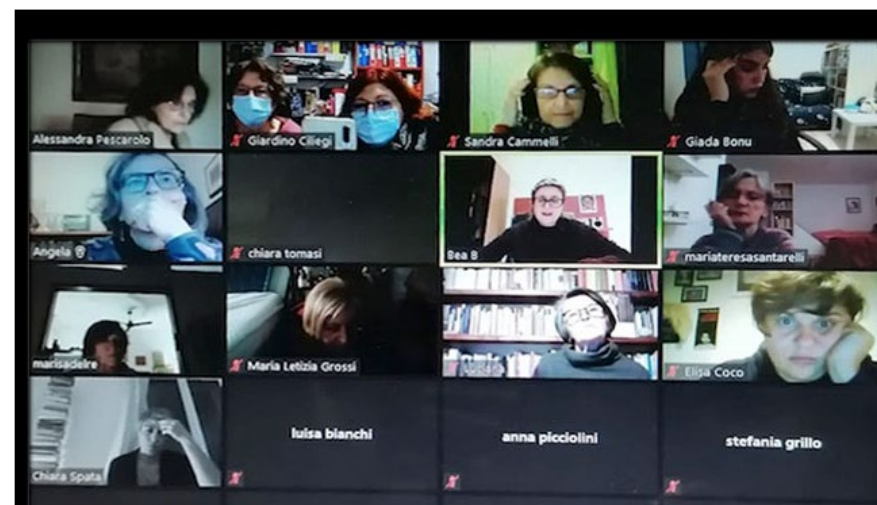 Alessandra Pescarolo
Giardino Ciliegi
Sandra Cammelli
Giada Bonu
Angela
chiara tomasi
Bea B
mariateresasantarelli
marisadelre
Maria Letizia Grossi
Elisa Coco
Chiara Spata
luisa bianchi
anna picciolini
stefania grillo